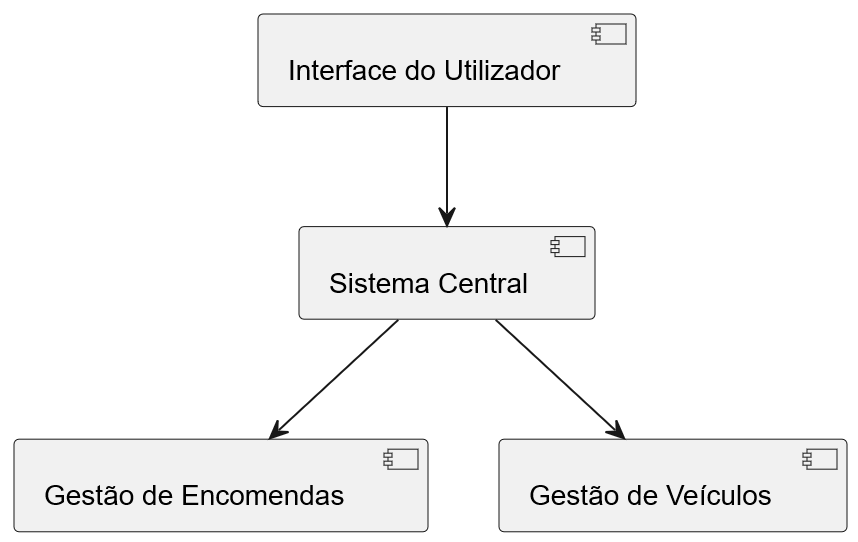 Interface do Utilizador
Sistema Central
Gestão de Encomendas
Gestão de Veículos